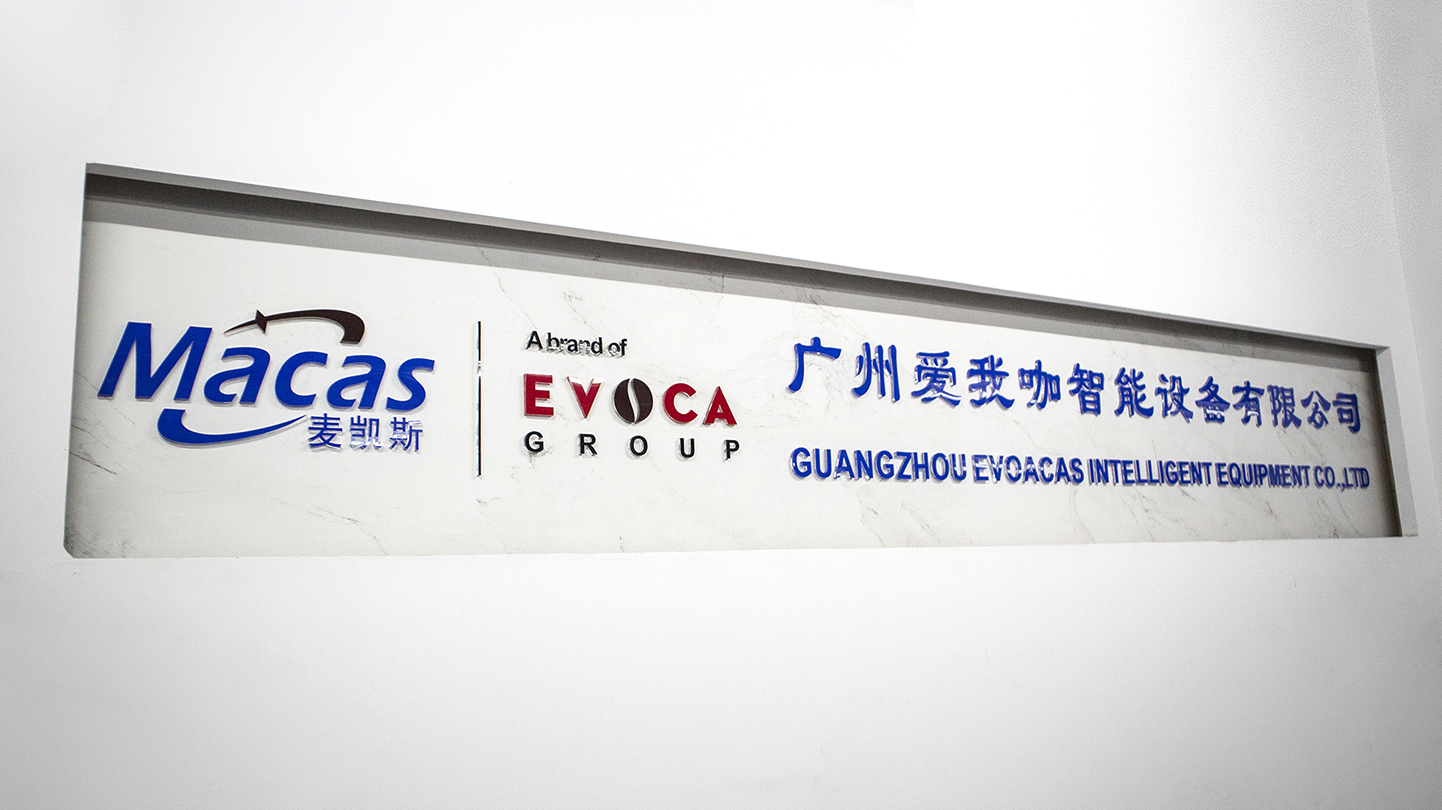 Macas
麦凯斯
A brand of
EVOCA
GROUP
广州爱我咖智能设备有限公司
GUANGZHOU EVOACAS INTELLIGENT EQUIPMENT CO.,LTD